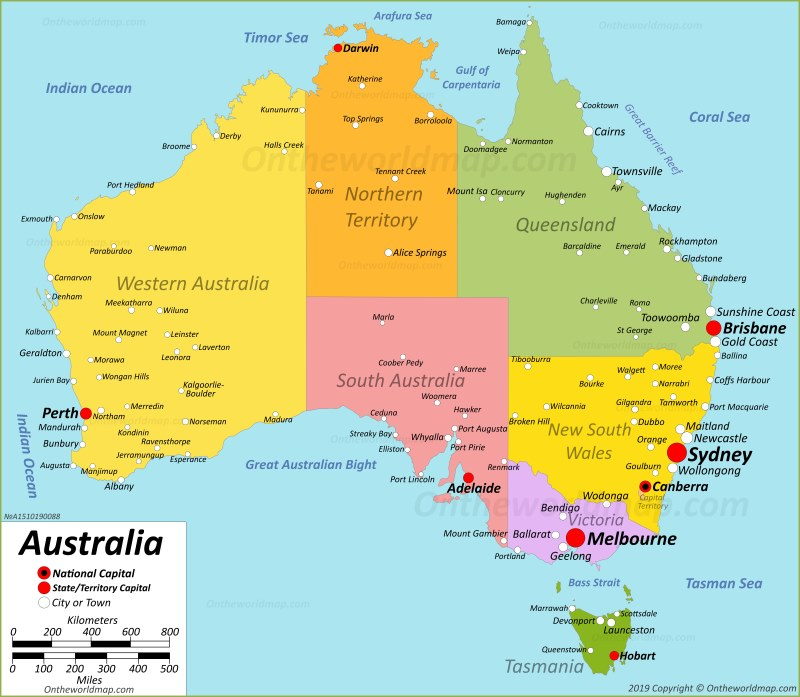 Arafura Sea
Timor Sea
Bamaga
Darwin
Weipa
Gulf of
Carpentaria
Katherine
Indian Ocean
Cooktown
Great Barrier Reef
Coral Sea
Kununurra
Top Springs
Borroloola
Cairns
Derby
Broome
Halls Creek
Doomadgee
Normanton
Ontheworldmap.com
Townsville
Tennant Creek
Port Hedland
Tanami
Northern
Territory
Mount Isa
Cloncurry
Hughenden
Ayr
Mackay
Exmouth
Onslow
Queensland
Paraburdoo
Newman
Alice Springs
Barcaldine
Emerald
Rockhampton
Gladstone
Carnarvon
Western Australia
Bundaberg
Denham
Meekatharra
Wiluna
Charleville
Roma
Sunshine Coast
Marla
Toowoomba
Brisbane
Kalbarri
Mount Magnet
Leinster
St George
Gold Coast
Geraldton
Leonora
Laverton
Morawa
Coober Pedy
Tibooburra
Ballina
Marree
Walgett
Moree
Jurien Bay
Wongan Hills
South Australia
Bourke
Narrabri
Coffs Harbour
Kalgoorlie-
Boulder
Woomera
Gilgandra
Tamworth
Perth
Northam
Merredin
Ceduna
Hawker
Wilcannia
Port Macquarie
Mandurah
Kondinin
Norseman
Madura
Broken Hill
Dubbo
Maitland
Streaky Bay
Whyalla
Port Augusta
New South
Wales
Newcastle
Bunbury
Ravensthorpe
Port Pirie
Orange
Elliston
Sydney
Indian Ocean
Augusta
Manjimup
Jerramungup
Esperance
Great Australian Bight
Renmark
Goulburn
Wollongong
Albany
Port Lincoln
Adelaide
Canberra
Capital
Territory
Wodonga
Ontheworldmap.com
Bendigo
Victoria
№A1510190088
Mount Gambier
Ballarat
Melbourne
Portland
Geelong
Australia
National Capital
State/Territory Capital
City or Town
Kilometers
0 200 400 600 800
0 100 200 300 400 500
Miles
Ontheworldmap.com
Bass Strait
Tasman Sea
Marrawah
Scottsdale
Devonport
Launceston
Queenstown
Hobart
Tasmania
2019 Copyright © Ontheworldmap.com